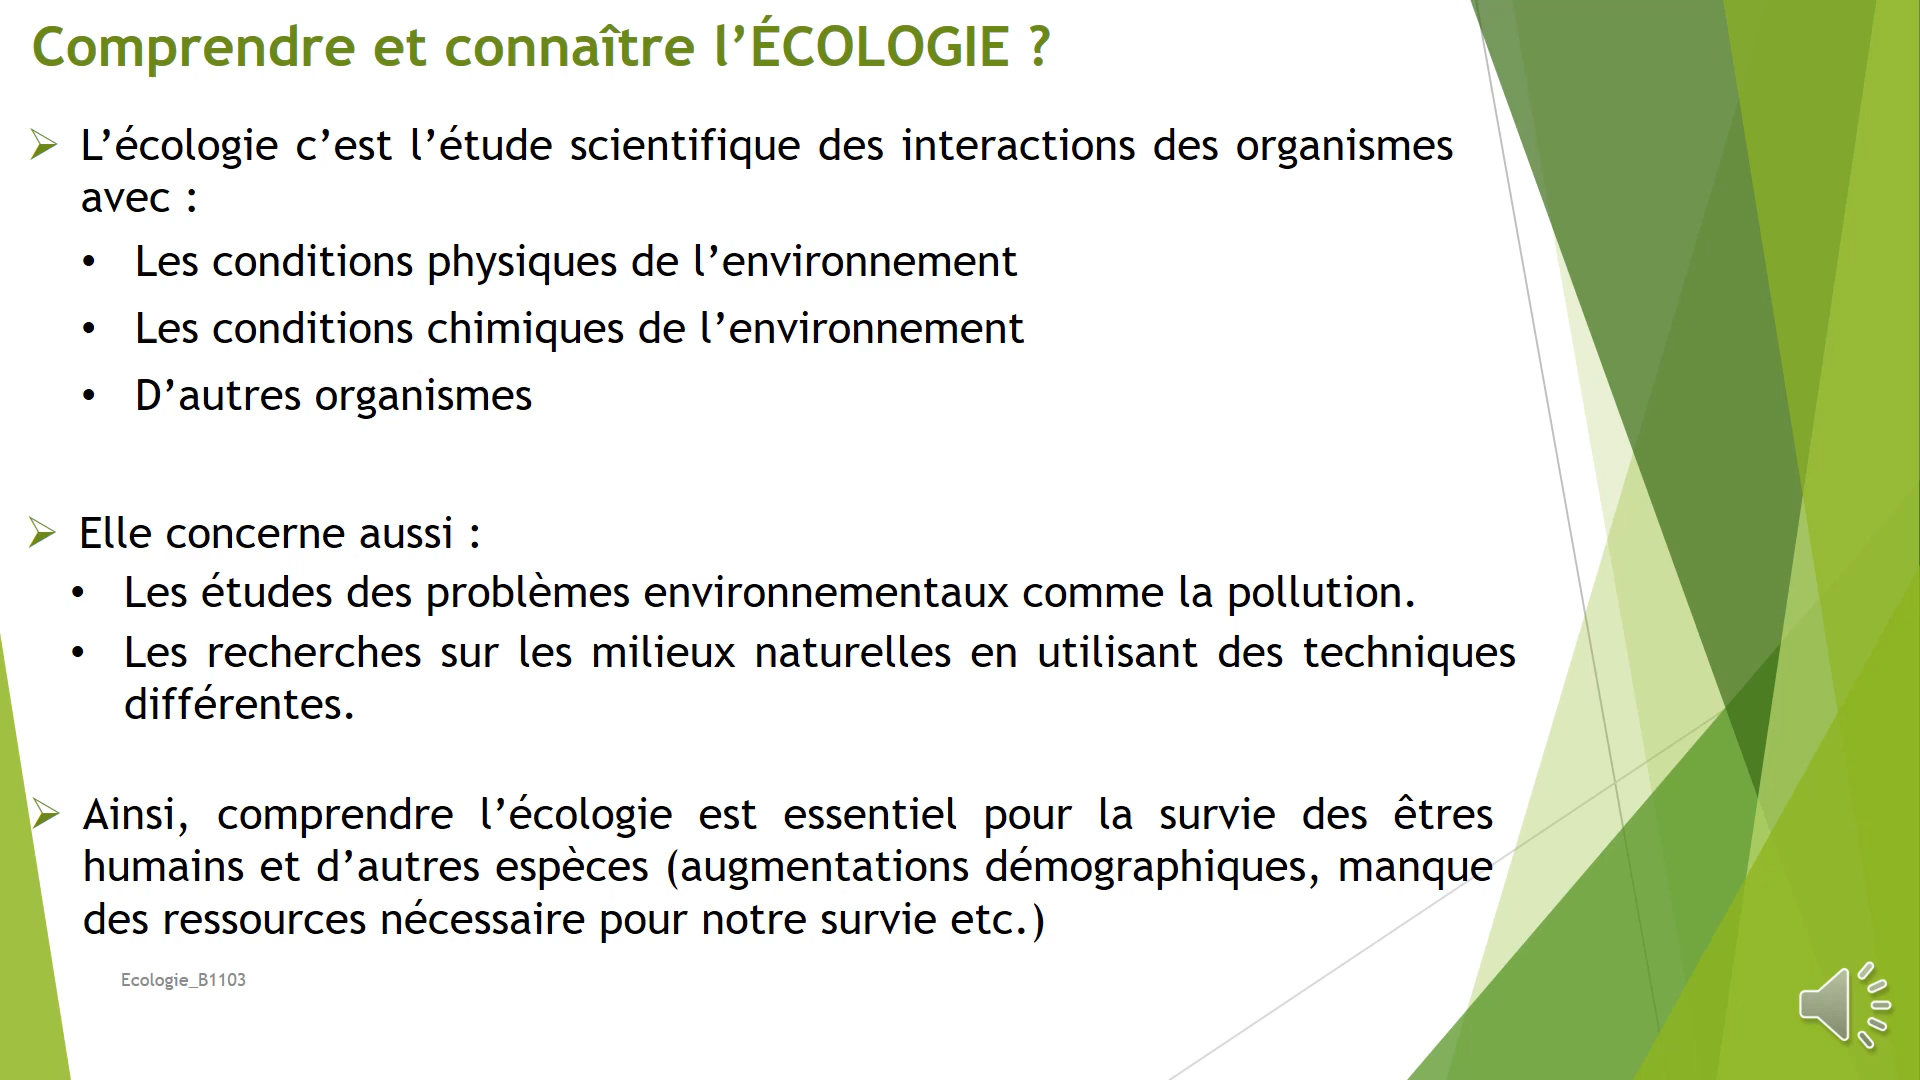 Comprendre et connaître l’ÉCOLOGIE ?
➢ L’écologie c’est l’étude scientifique des interactions des organismes
avec :
• Les conditions physiques de l’environnement
• Les conditions chimiques de l’environnement
• D’autres organismes
➢ Elle concerne aussi :
• Les études des problèmes environnementaux comme la pollution.
• Les recherches sur les milieux naturelles en utilisant des techniques
différentes.
➢ Ainsi, comprendre l’écologie est essentiel pour la survie des êtres
humains et d’autres espèces (augmentations démographiques, manque
des ressources nécessaire pour notre survie etc.)
Ecologie_B1103